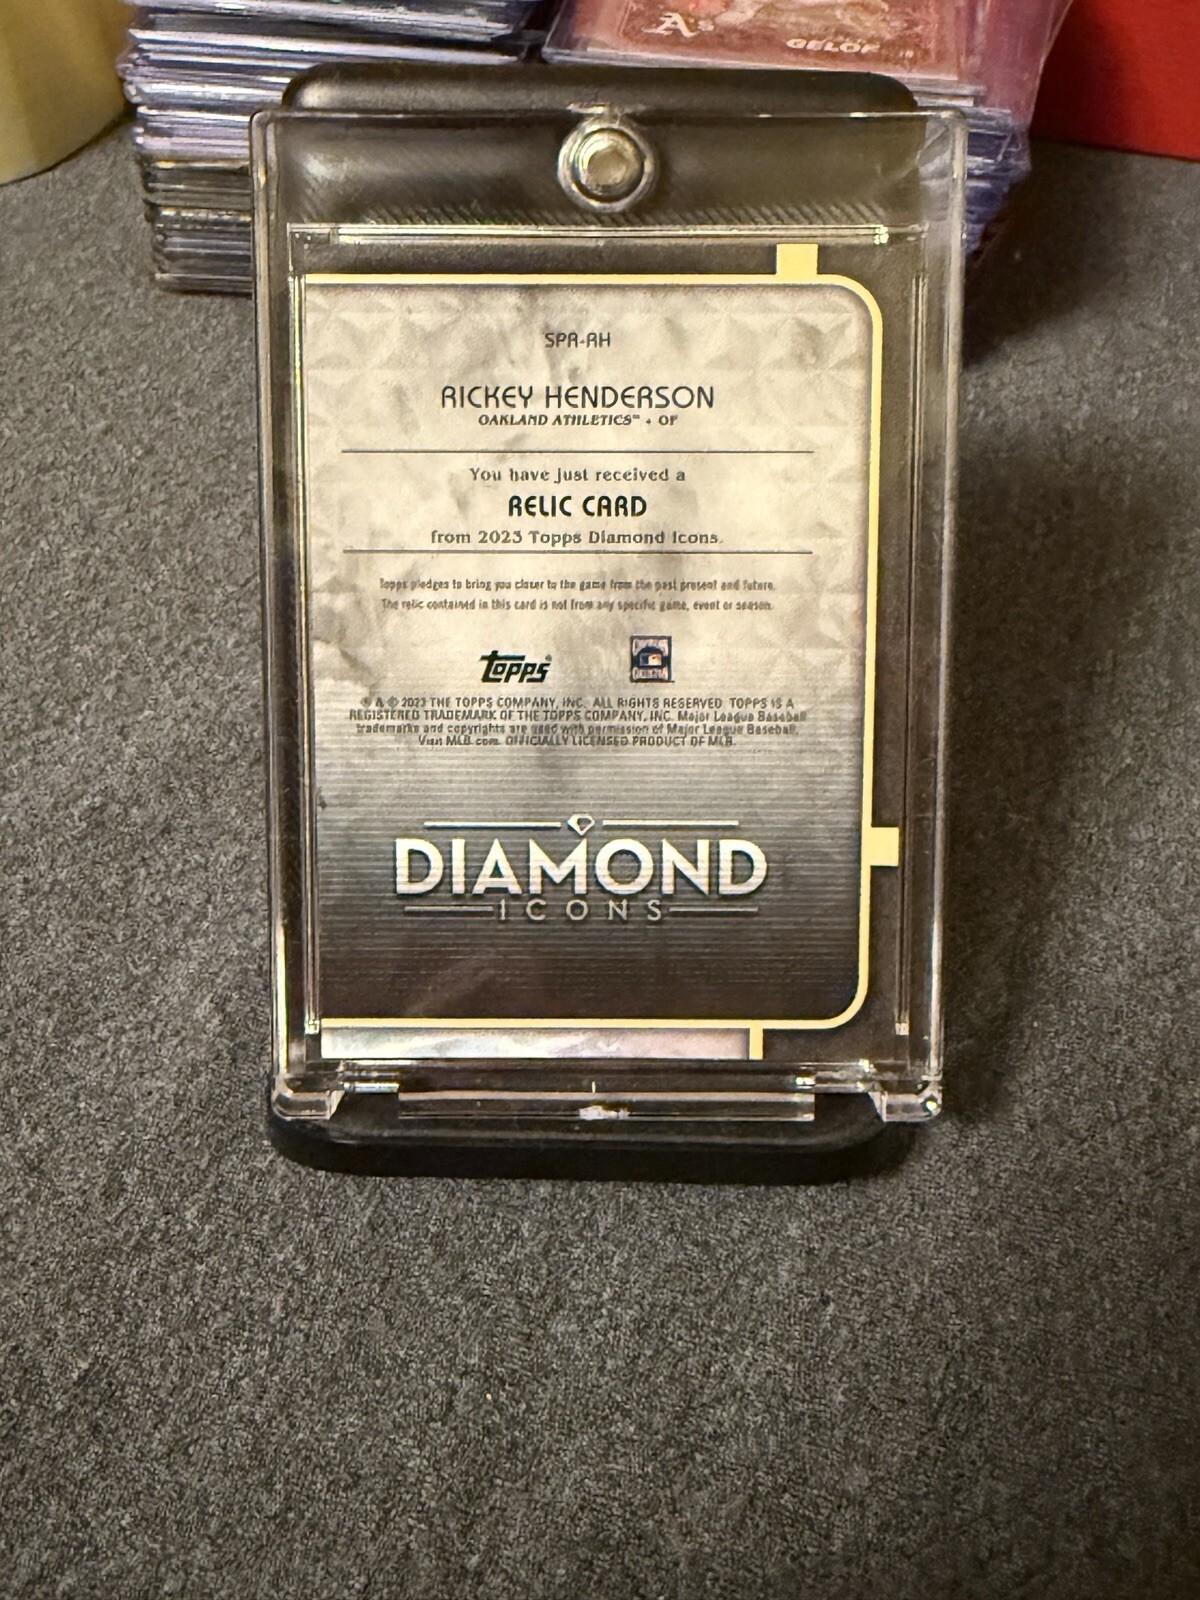 A's
GELOF
SPR-RH
RICKEY HENDERSON
OAKLAND ATHLETICS™ • OF
You have just received a
RELIC CARD
from 2023 Topps Diamond Icons.
Topps pledges to bring you closer to the game from the past present and future.
The relic contained in this card is not from any specific game, event or season.
topps®
® & © 2023 THE TOPPS COMPANY, INC. ALL RIGHTS RESERVED. TOPPS IS A
REGISTERED TRADEMARK OF THE TOPPS COMPANY, INC. Major League Baseball
trademarks and copyrights are used with permission of Major League Baseball.
Visit MLB.com. OFFICIALLY LICENSED PRODUCT OF MLB.
DIAMOND
ICONS